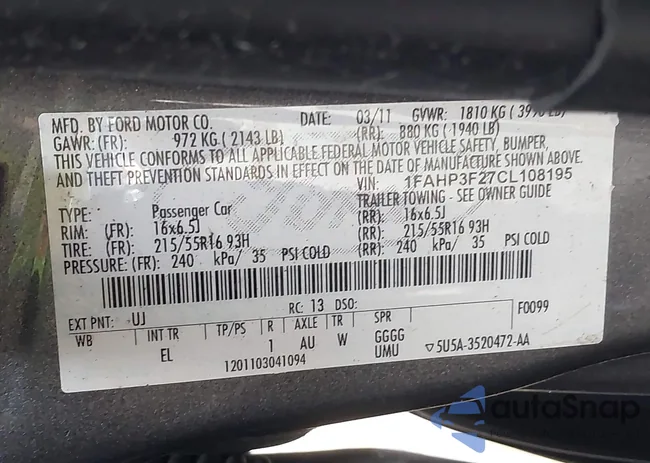 MFD. BY FORD MOTOR CO. DATE: 03/11 GVWR: 1810 KG
GAWR: (FR): 972 KG ( 2143 LB) (RR): 880 KG ( 1940 LB)
THIS VEHICLE CONFORMS TO ALL APPLICABLE FEDERAL MOTOR VEHICLE SAFETY, BUMPER,
AND THEFT PREVENTION STANDARDS IN EFFECT ON THE DATE OF MANUFACTURE SHOWN ABOVE.
VIN: 1FAHP3F27CL108195
TYPE: Passenger Car TRAILER TOWING - SEE OWNER GUIDE
RIM: (FR): 16x6.5J (RR): 16x6.5J
TIRE: (FR): 215/55R16 93H (RR): 215/55R16 93H
PRESSURE: (FR): 240 kPa/ 35 PSI COLD (RR): 240 kPa/ 35 PSI COLD
EXT PNT: UJ RC: 13 DSO: F0099
WB INT TR TP/PS R AXLE TR SPR
EL 1 AU W GGGG
UMU
1201103041094 ▽5U5A-3520472-AA
autoSnap